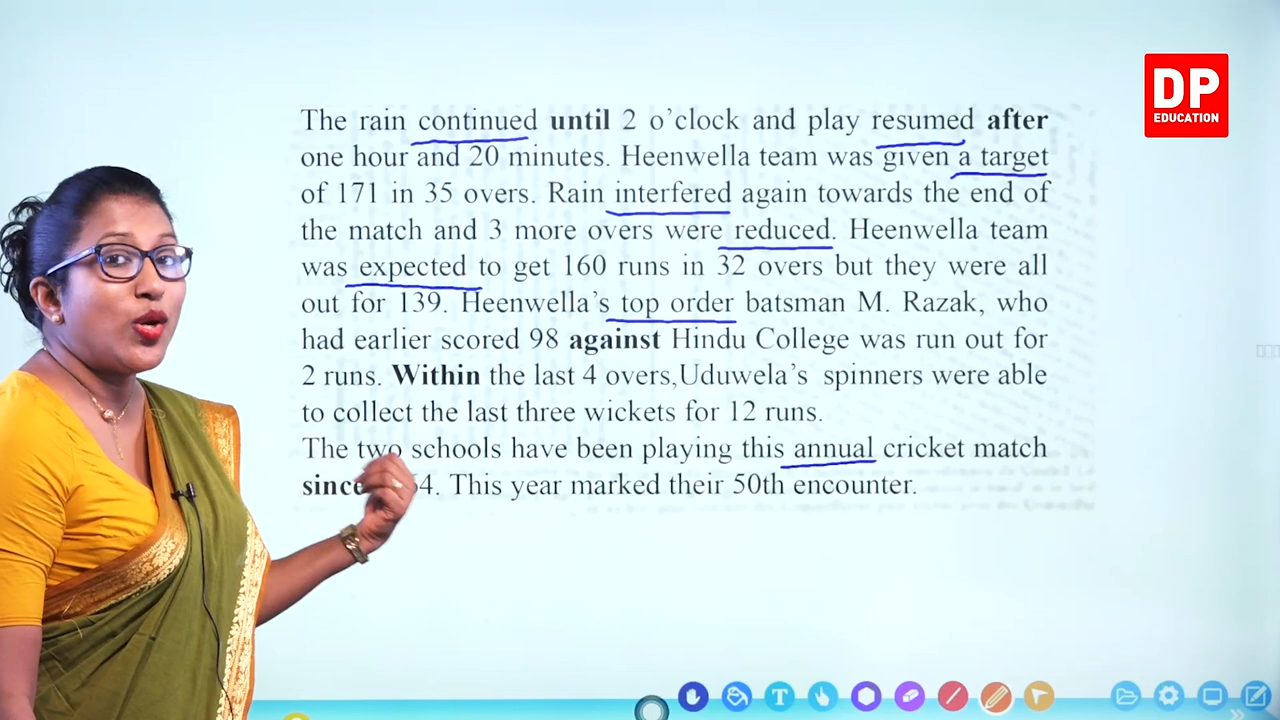 DP
EDUCATION
The rain continued until 2 o'clock and play resumed after
one hour and 20 minutes. Heenwella team was given a target
of 171 in 35 overs. Rain interfered again towards the end of
the match and 3 more overs were reduced. Heenwella team
was expected to get 160 runs in 32 overs but they were all
out for 139. Heenwella's top order batsman M. Razak, who
had earlier scored 98 against Hindu College was run out for
2 runs. Within the last 4 overs,Uduwela's spinners were able
to collect the last three wickets for 12 runs.
The two schools have been playing this annual cricket match
since 4. This year marked their 50th encounter.